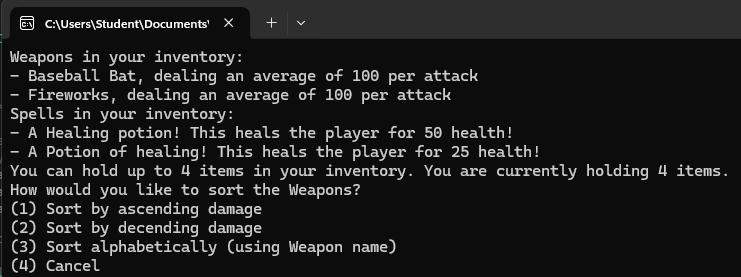 C:\Users\Student\Documents\
Weapons in your inventory:
- Baseball Bat, dealing an average of 100 per attack
- Fireworks, dealing an average of 100 per attack
Spells in your inventory:
- A Healing potion! This heals the player for 50 health!
- A Potion of healing! This heals the player for 25 health!
You can hold up to 4 items in your inventory. You are currently holding 4 items.
How would you like to sort the Weapons?
(1) Sort by ascending damage
(2) Sort by decending damage
(3) Sort alphabetically (using Weapon name)
(4) Cancel